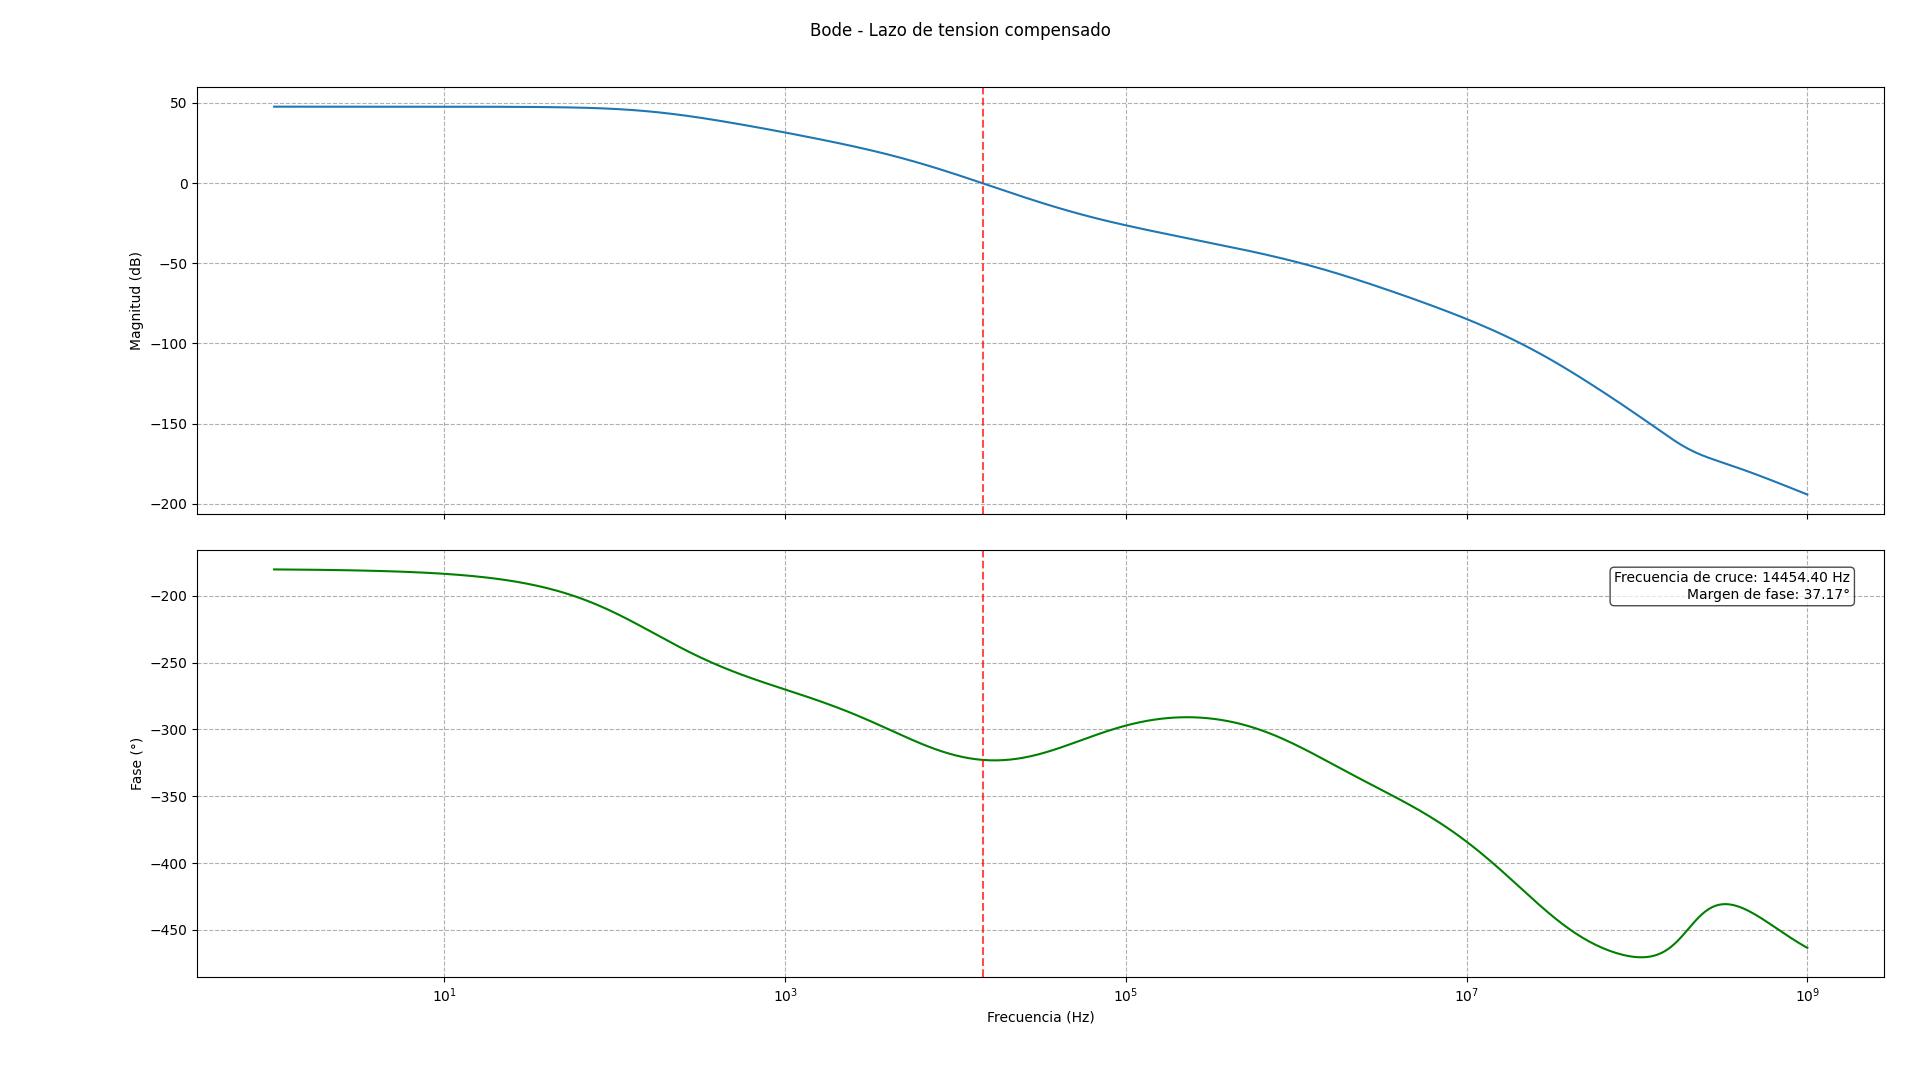 Bode - Lazo de tension compensado
Magnitud (dB)
50
0
−50
−100
−150
−200
Fase (°)
−200
−250
−300
−350
−400
−450
Frecuencia de cruce: 14454.40 Hz
Margen de fase: 37.17°
10¹
10³
10⁵
10⁷
10⁹
Frecuencia (Hz)